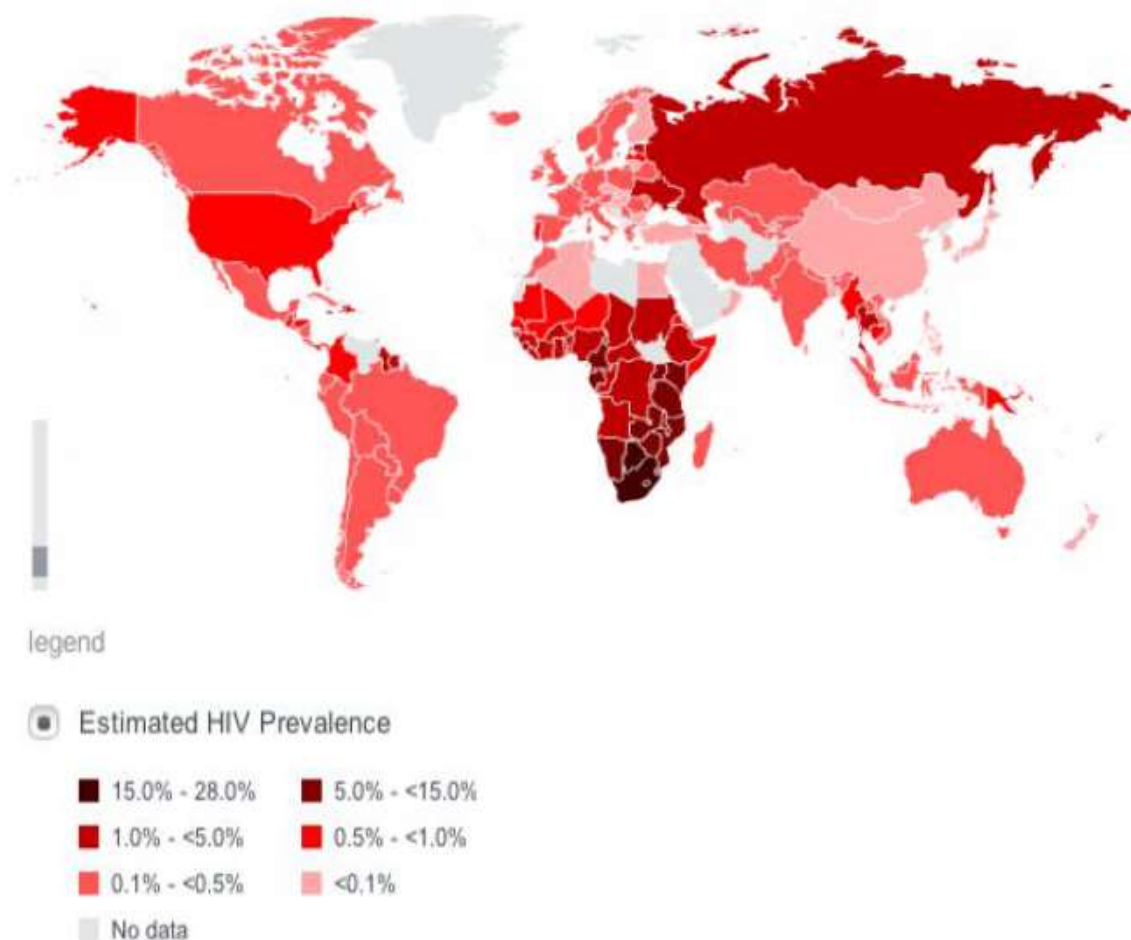 legend
Estimated HIV Prevalence
15.0% - 28.0% 5.0% - <15.0%
1.0% - <5.0% 0.5% - <1.0%
0.1% - <0.5% <0.1%
No data